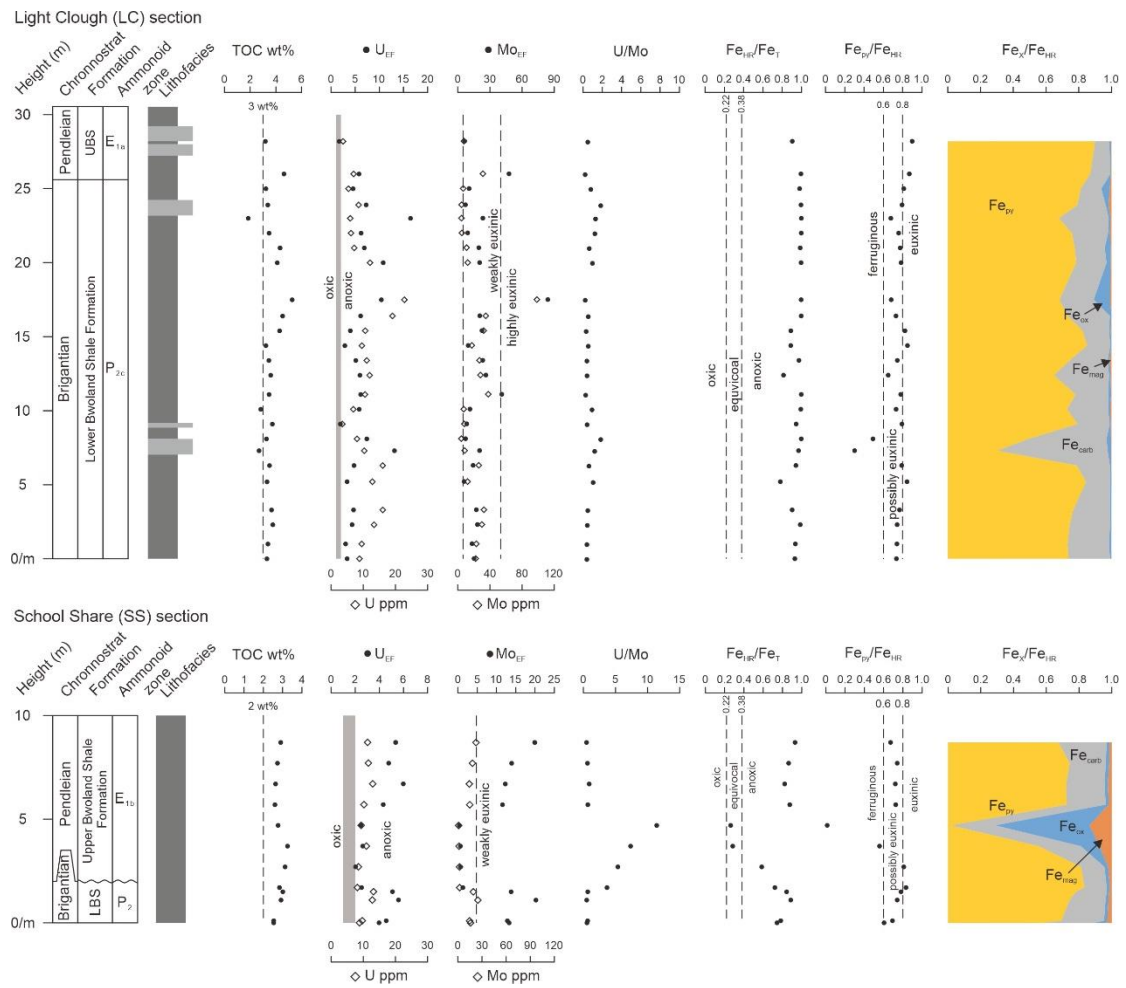 Light Clough (LC) section
Height (m)
Chronnostrat
Formation
Ammonoid
zone
Lithofacies
TOC wt%
● U_EF
● Mo_EF
U/Mo
Fe_HR/Fe_T
Fe_py/Fe_HR
Fe_X/Fe_HR
0 2 4 6 8
0 5 10 15 20
0 30 60 90
0 2 4 6 8 10
0 0.2 0.4 0.6 0.8 1.0
0 0.2 0.4 0.6 0.8 1.0
0 0.2 0.4 0.6 0.8 1.0
3 wt%
0.22
0.38
0.6
0.8
30
25
20
15
10
5
0/m
Pendleian
UBS
E_1a
Brigantian
Lower Bwoland Shale Formation
P_2c
oxic
anoxic
weakly euxinic
highly euxinic
oxic
equvicoal
anoxic
ferruginous
possibly euxinic
euxinic
Fe_py
Fe_ox
Fe_mag
Fe_carb
0 10 20 30
0 40 80 120
◇ U ppm
◇ Mo ppm
School Share (SS) section
Height (m)
Chronnostrat
Formation
Ammonoid
zone
Lithofacies
TOC wt%
● U_EF
● Mo_EF
U/Mo
Fe_HR/Fe_T
Fe_py/Fe_HR
Fe_X/Fe_HR
0 1 2 3 4
0 2 4 6 8
0 5 10 15 20 25
0 5 10 15
0 0.2 0.4 0.6 0.8 1
0 0.2 0.4 0.6 0.8 1.0
0 0.2 0.4 0.6 0.8 1.0
2 wt%
0.22
0.38
0.6
0.8
10
5
0/m
Pendleian
Upper Bwoland Shale
Formation
E_1b
Brigantian
LBS
P_2
oxic
anoxic
weakly euxinic
oxic
equivocal
anoxic
ferruginous
possibly euxinic
euxinic
Fe_carb
Fe_py
Fe_ox
Fe_mag
0 5 10 15 20
0 30 60 90 120
◇ U ppm
◇ Mo ppm